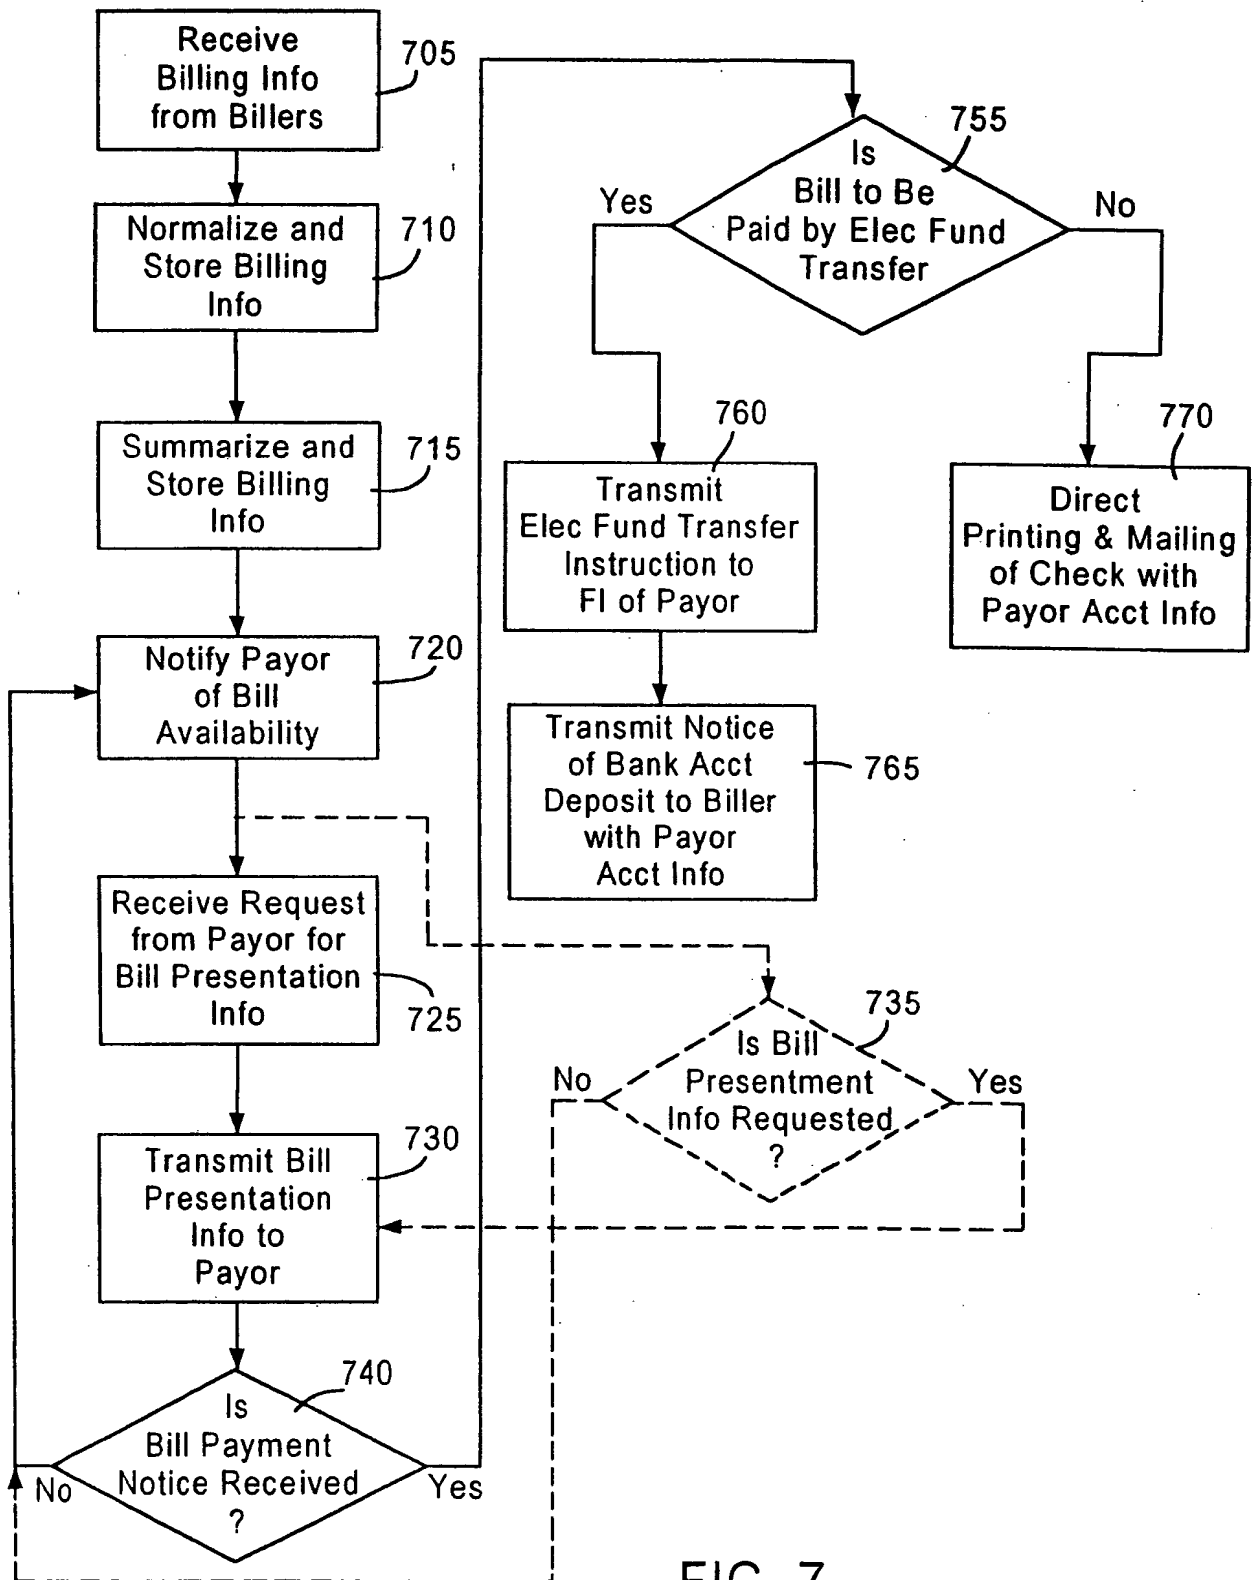 Receive
Billing Info
from Billers
705
Normalize and
Store Billing
Info
710
Summarize and
Store Billing
Info
715
Notify Payor
of Bill
Availability
720
Receive Request
from Payor for
Bill Presentation
Info
725
Transmit Bill
Presentation
Info to
Payor
730
Is
Bill Payment
Notice Received
?
740
No
Yes
Is
Bill to Be
Paid by Elec Fund
Transfer
755
Yes
No
Transmit
Elec Fund Transfer
Instruction to
FI of Payor
760
Transmit Notice
of Bank Acct
Deposit to Biller
with Payor
Acct Info
765
Direct
Printing & Mailing
of Check with
Payor Acct Info
770
Is Bill
Presentment
Info Requested
?
735
No
Yes
FIG. 7